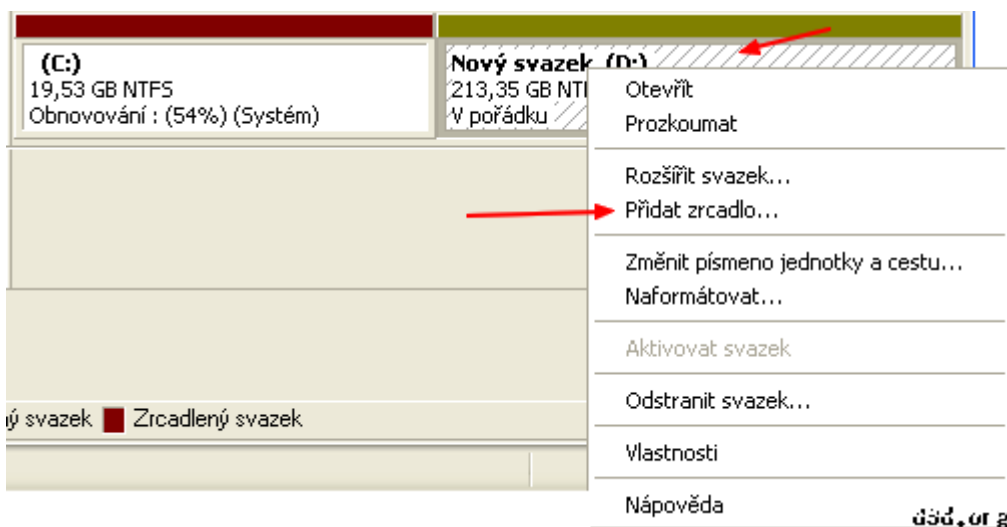 (C:)
19,53 GB NTFS
Obnovování : (54%) (Systém)
Nový svazek (D:)
213,35 GB
V pořádku
Otevřít
Prozkoumat
Rozšířit svazek...
Přidat zrcadlo...
Změnit písmeno jednotky a cestu...
Naformátovat...
Aktivovat svazek
Odstranit svazek...
Vlastnosti
Nápověda
svazek Zrcadlený svazek